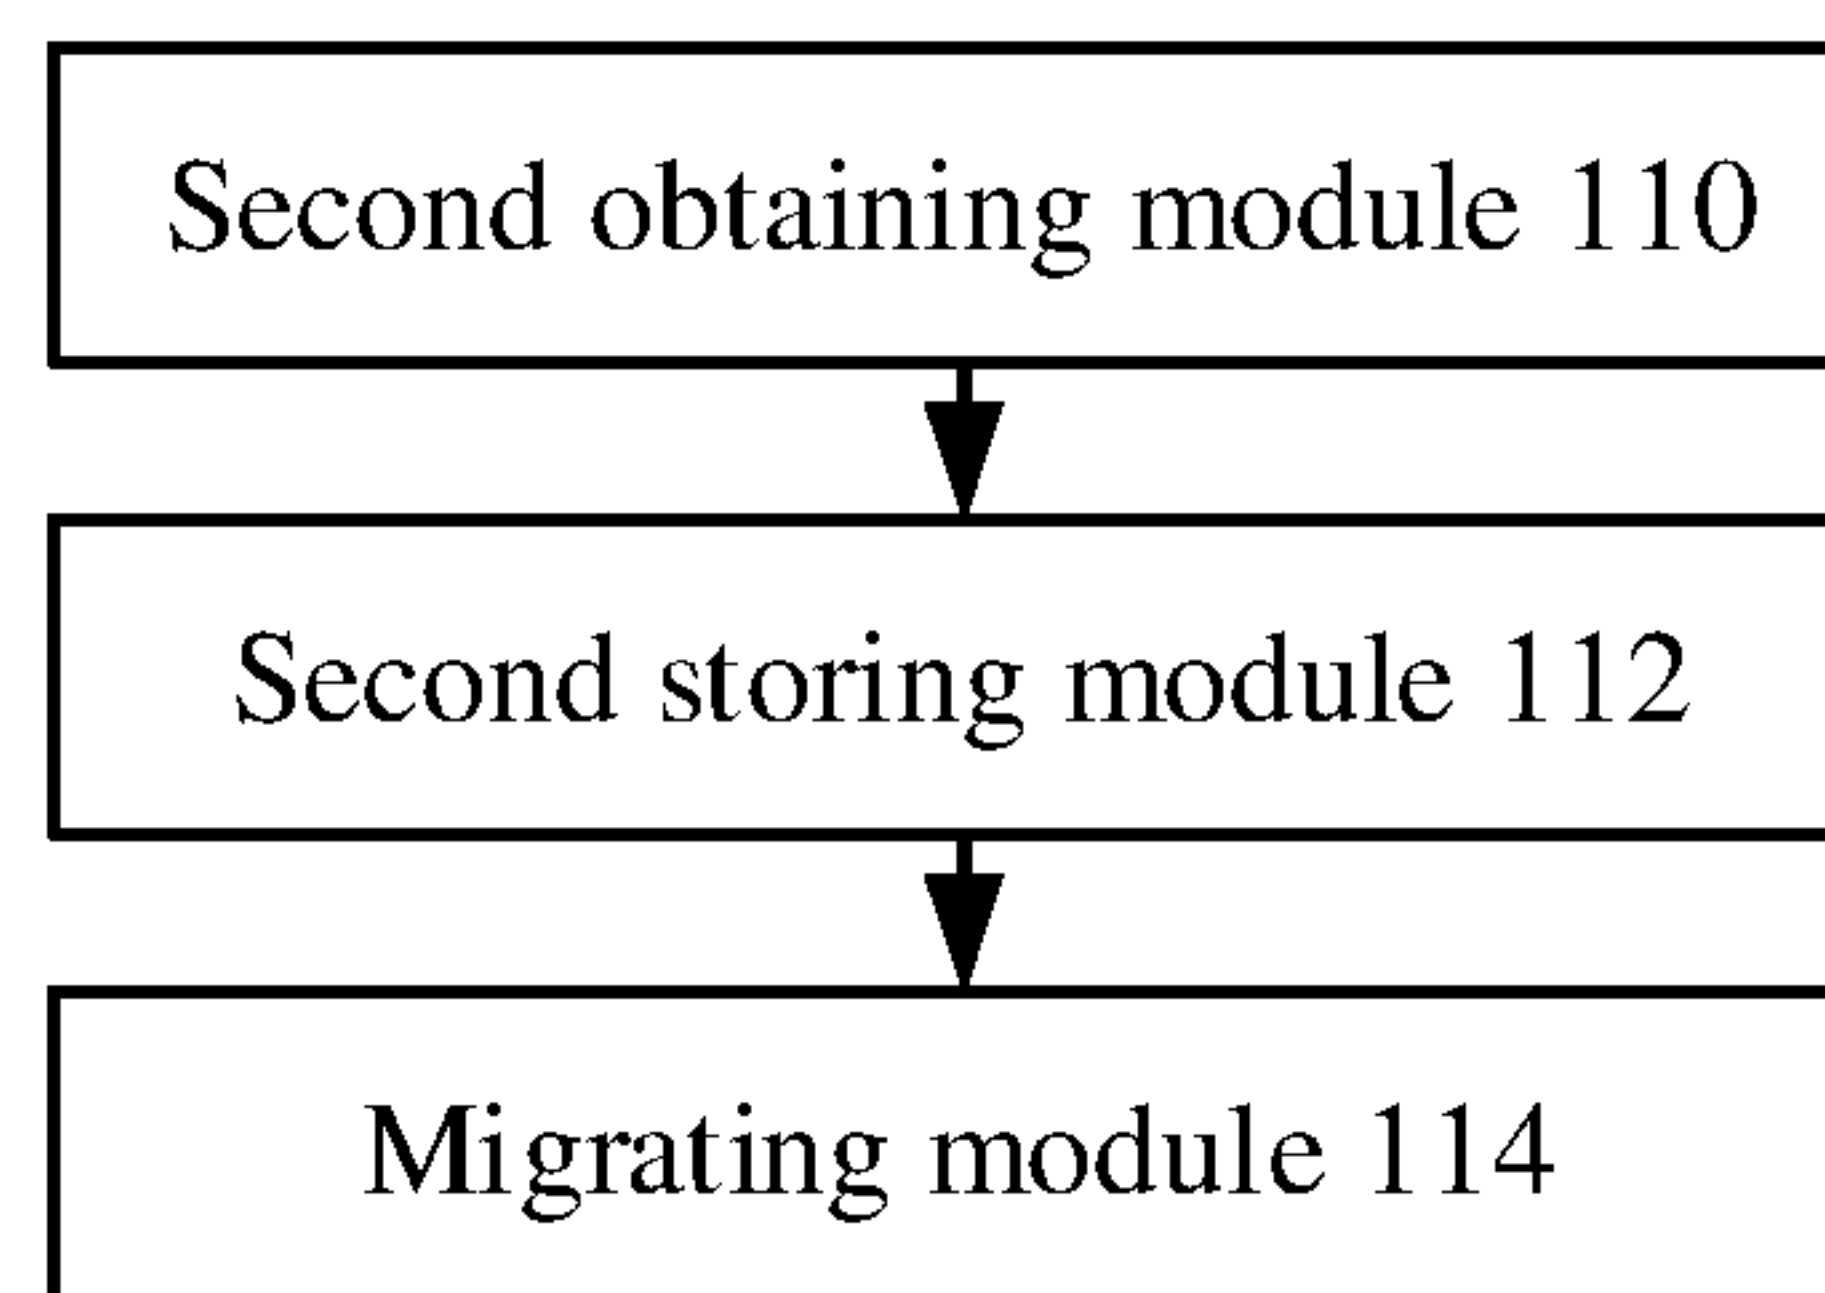 Second obtaining module 110
Second storing module 112
Migrating module 114